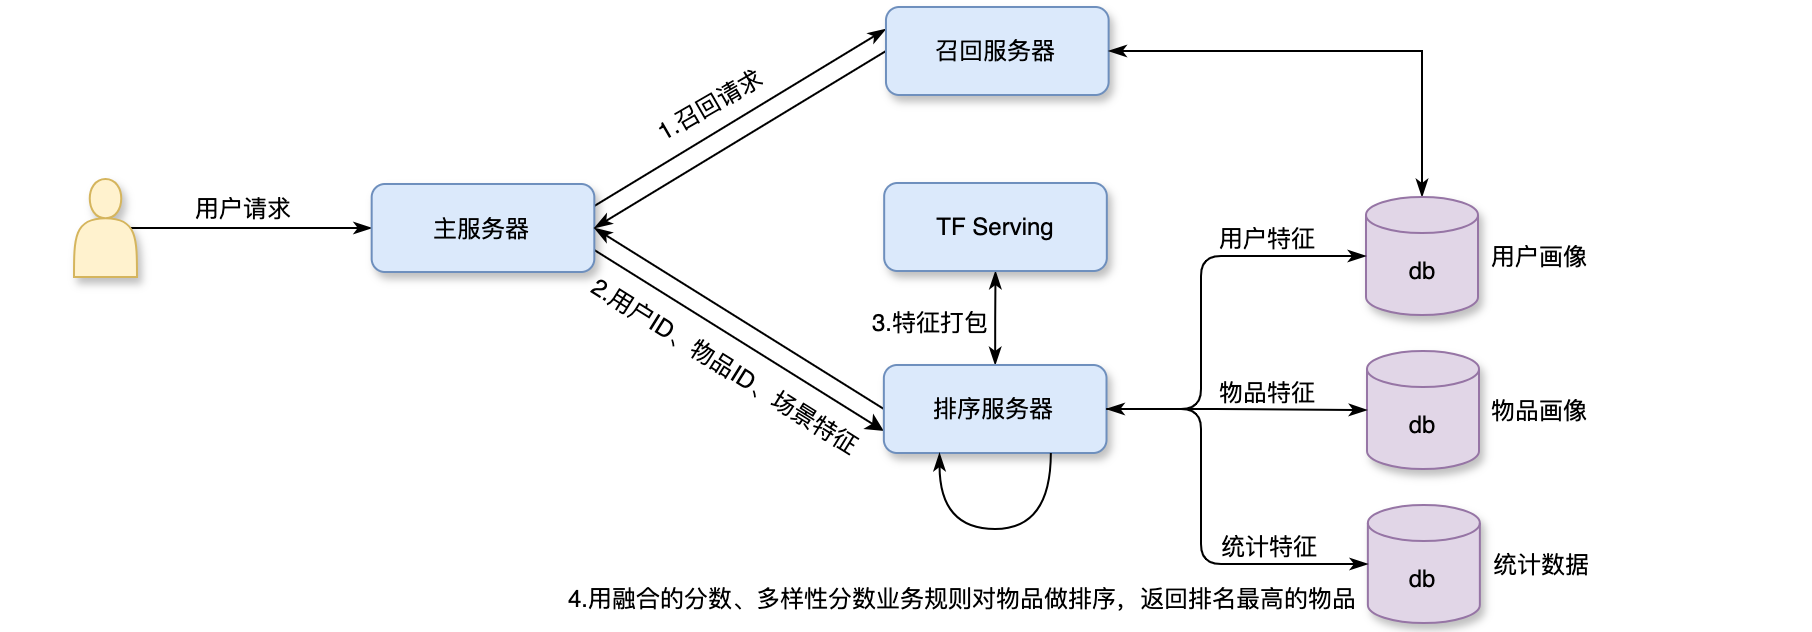 召回服务器
1.召回请求
用户请求
主服务器
TF Serving
用户特征
db
用户画像
2.用户ID、物品ID、场景特征
3.特征打包
排序服务器
物品特征
db
物品画像
统计特征
db
统计数据
4.用融合的分数、多样性分数业务规则对物品做排序，返回排名最高的物品